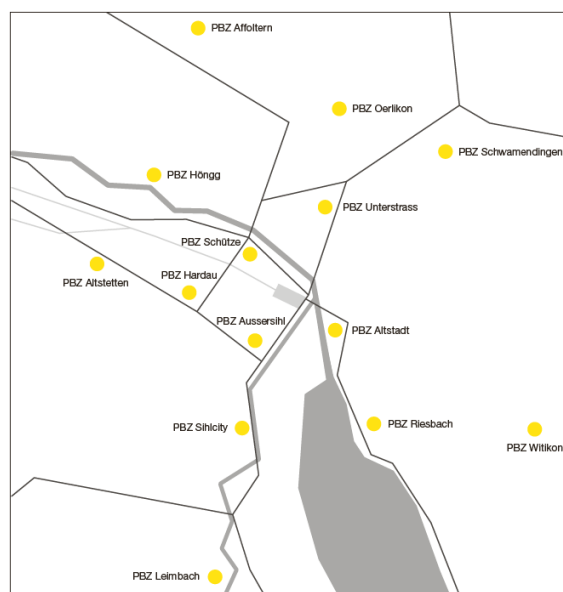 PBZ Affoltern
PBZ Oerlikon
PBZ Schwamendingen
PBZ Höngg
PBZ Unterstrass
PBZ Schütze
PBZ Hardau
PBZ Altstetten
PBZ Aussersihl
PBZ Altstadt
PBZ Sihlcity
PBZ Riesbach
PBZ Witikon
PBZ Leimbach